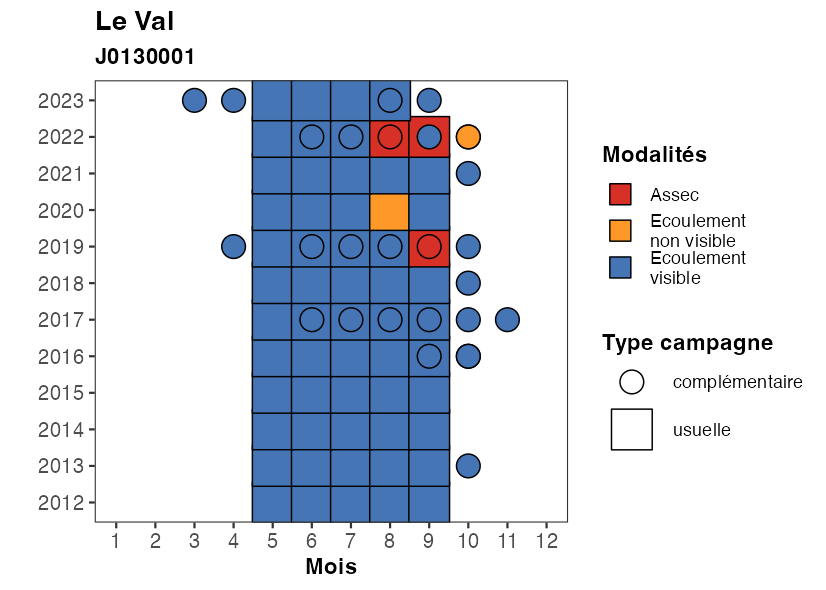 Le Val
J0130001
2023
2022
2021
2020
2019
2018
2017
2016
2015
2014
2013
2012
1 2 3 4 5 6 7 8 9 10 11 12
Mois
Modalités
Assec
Ecoulement
non visible
Ecoulement
visible
Type campagne
complémentaire
usuelle